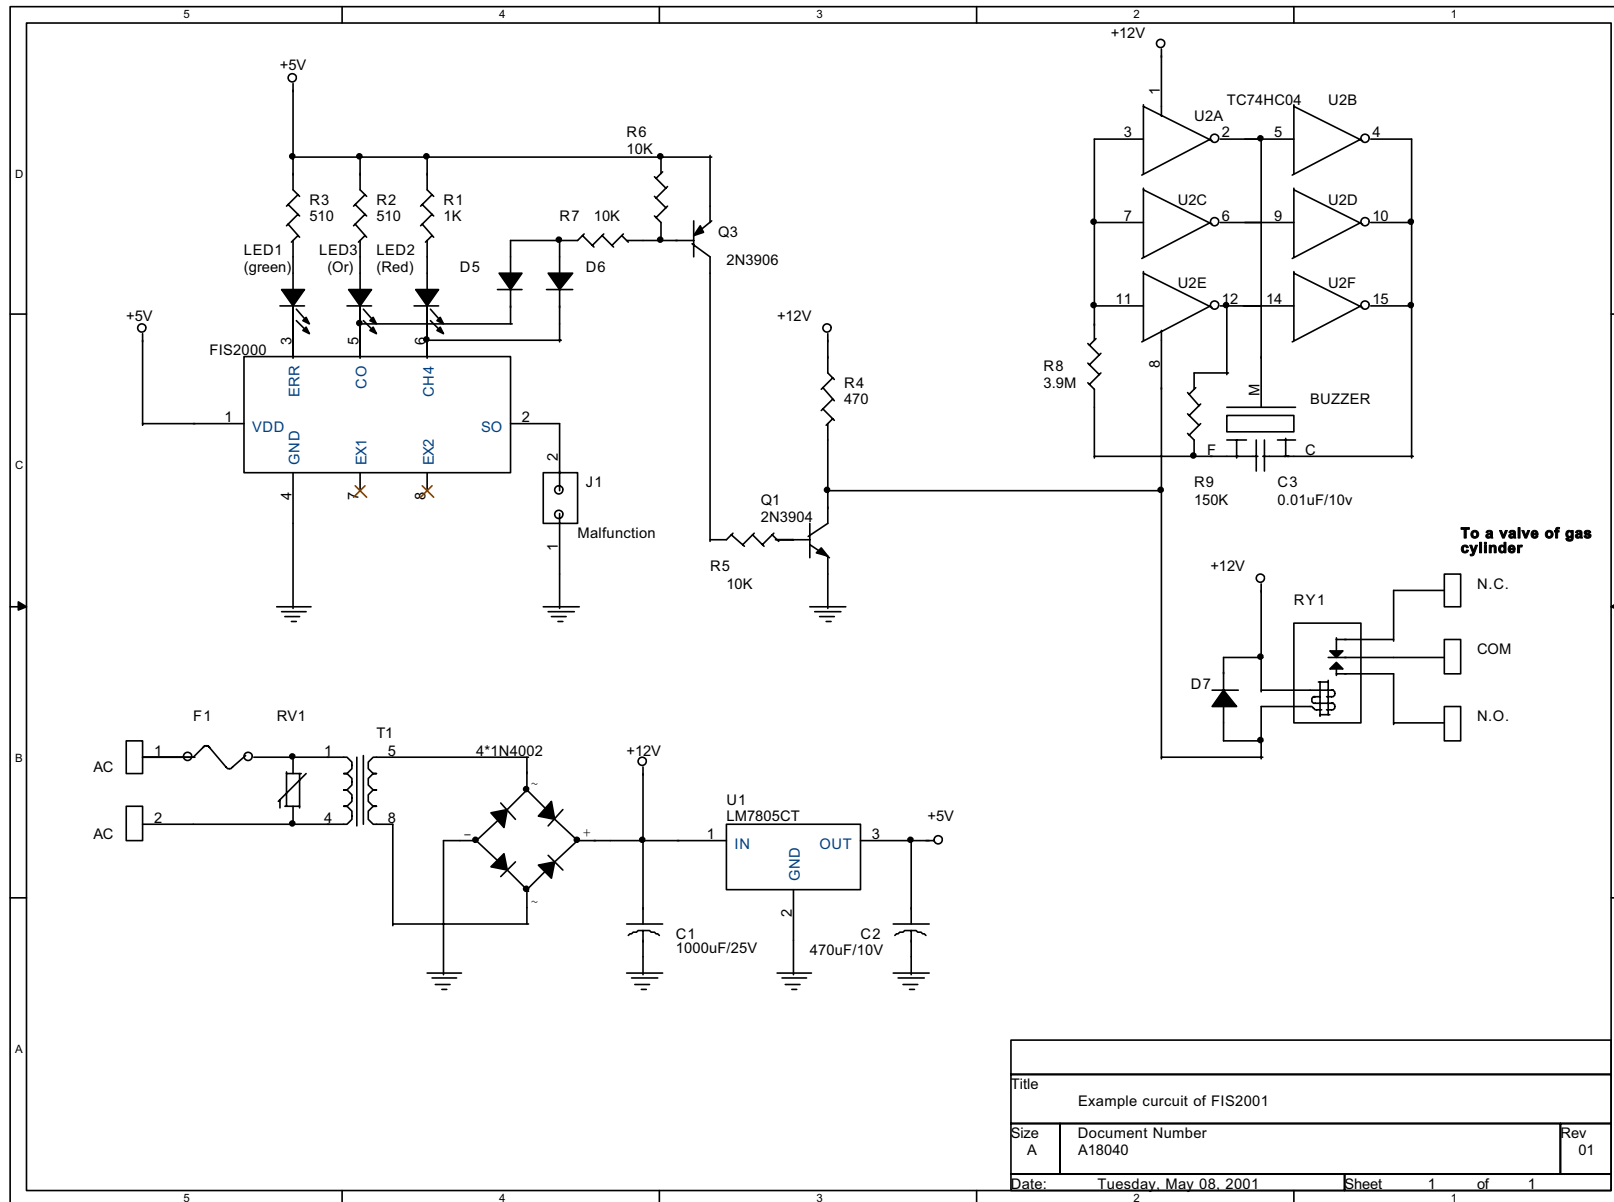 5 4 3 2 1
D
C
B
A
+5V
R3
510
R2
510
R1
1K
R6
10K
R7 10K
LED1
(green)
LED3
(Or)
LED2
(Red)
D5
D6
Q3
2N3906
+5V
FIS2000
3
5
6
ERR
CO
CH4
1
VDD
SO
2
GND
EX1
EX2
4
7
8
2
J1
1
Malfunction
+12V
R4
470
Q1
2N3904
R5
10K
+12V
1
TC74HC04
U2A
U2B
3
2
5
4
U2C
U2D
7
6
9
10
U2E
U2F
11
12
14
15
8
R8
3.9M
M
BUZZER
F
C
R9
150K
C3
0.01uF/10v
To a valve of gas
cylinder
+12V
RY1
N.C.
COM
N.O.
D7
F1
RV1
T1
AC
1
1
5
4*1N4002
~
AC
2
4
8
−
+
~
+12V
U1
LM7805CT
1
IN
OUT
3
GND
2
+5V
C1
1000uF/25V
C2
470uF/10V
Title
Example curcuit of FIS2001
Size
A
Document Number
A18040
Rev
01
Date: Tuesday, May 08, 2001 Sheet 1 of 1
5 4 3 2 1